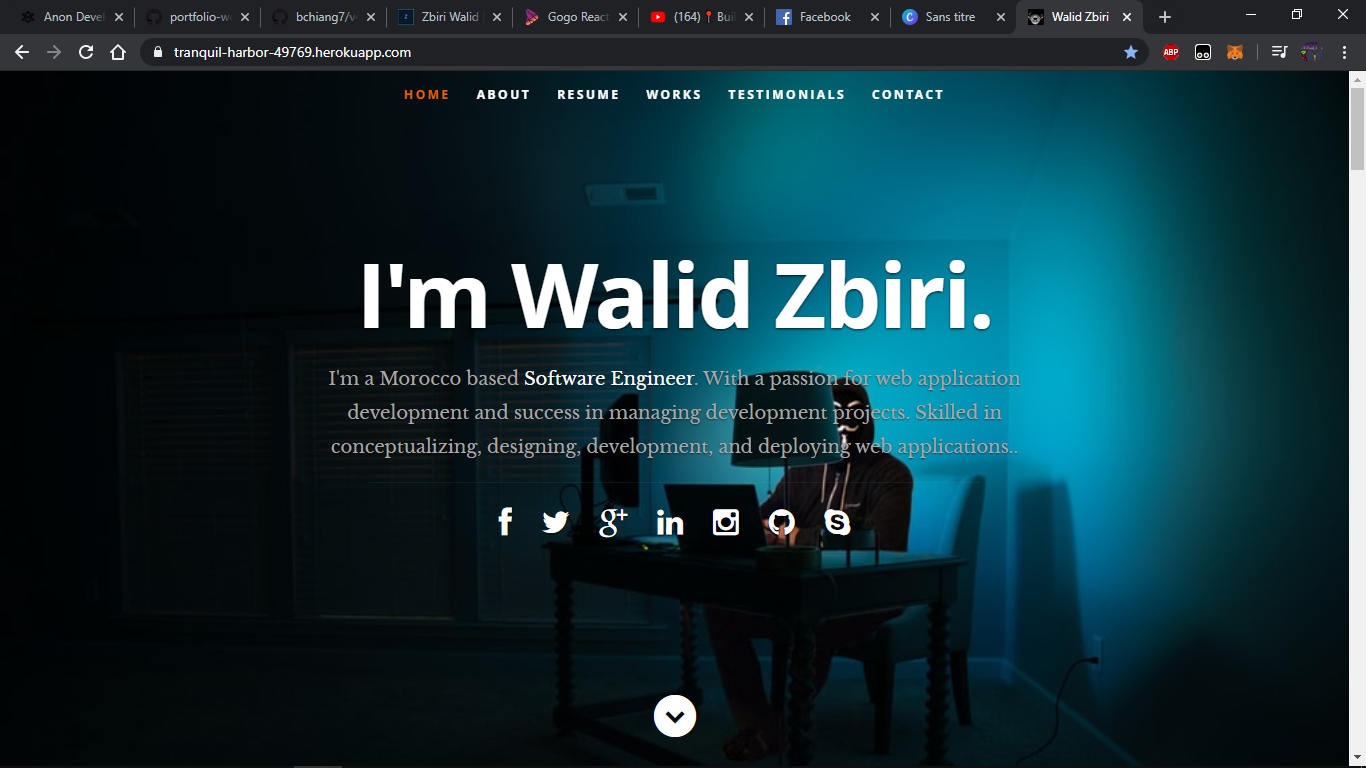 Anon Deve
portfolio-w
bchiang7/v
Zbiri Walid
Gogo React
(164) Bui
Facebook
Sans titre
Walid Zbiri
tranquil-harbor-49769.herokuapp.com
ABP
HOME ABOUT RESUME WORKS TESTIMONIALS CONTACT
I'm Walid Zbiri.
I'm a Morocco based Software Engineer. With a passion for web application
development and success in managing development projects. Skilled in
conceptualizing, designing, development, and deploying web applications..